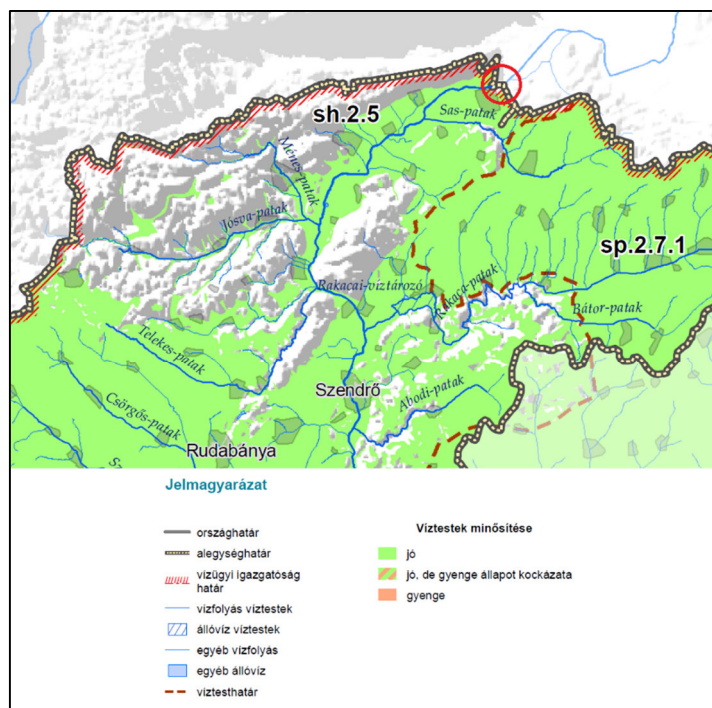 sh.2.5
Sas-patak
Ménes-patak
Jósva-patak
sp.2.7.1
Rakacai-víztározó
Rakaca-patak
Bátor-patak
Telekes-patak
Szendrő
Abodi-patak
Csörgős-patak
Rudabánya
Jelmagyarázat
országhatár
alegységhatár
vízügyi igazgatóság
határ
vízfolyás víztestek
állóvíz víztestek
egyéb vízfolyás
egyéb állóvíz
víztesthatár
Víztestek minősítése
jó
jó, de gyenge állapot kockázata
gyenge